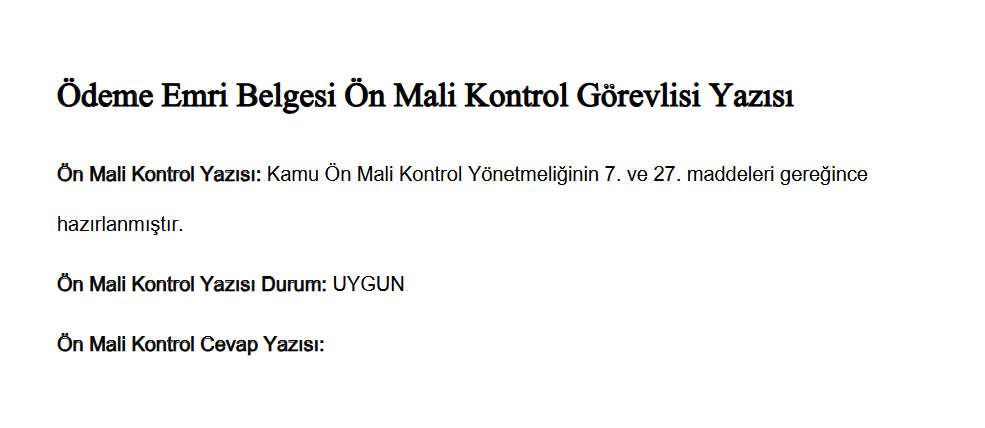 Ödeme Emri Belgesi Ön Mali Kontrol Görevlisi Yazısı
Ön Mali Kontrol Yazısı: Kamu Ön Mali Kontrol Yönetmeliğinin 7. ve 27. maddeleri gereğince
hazırlanmıştır.
Ön Mali Kontrol Yazısı Durum: UYGUN
Ön Mali Kontrol Cevap Yazısı: